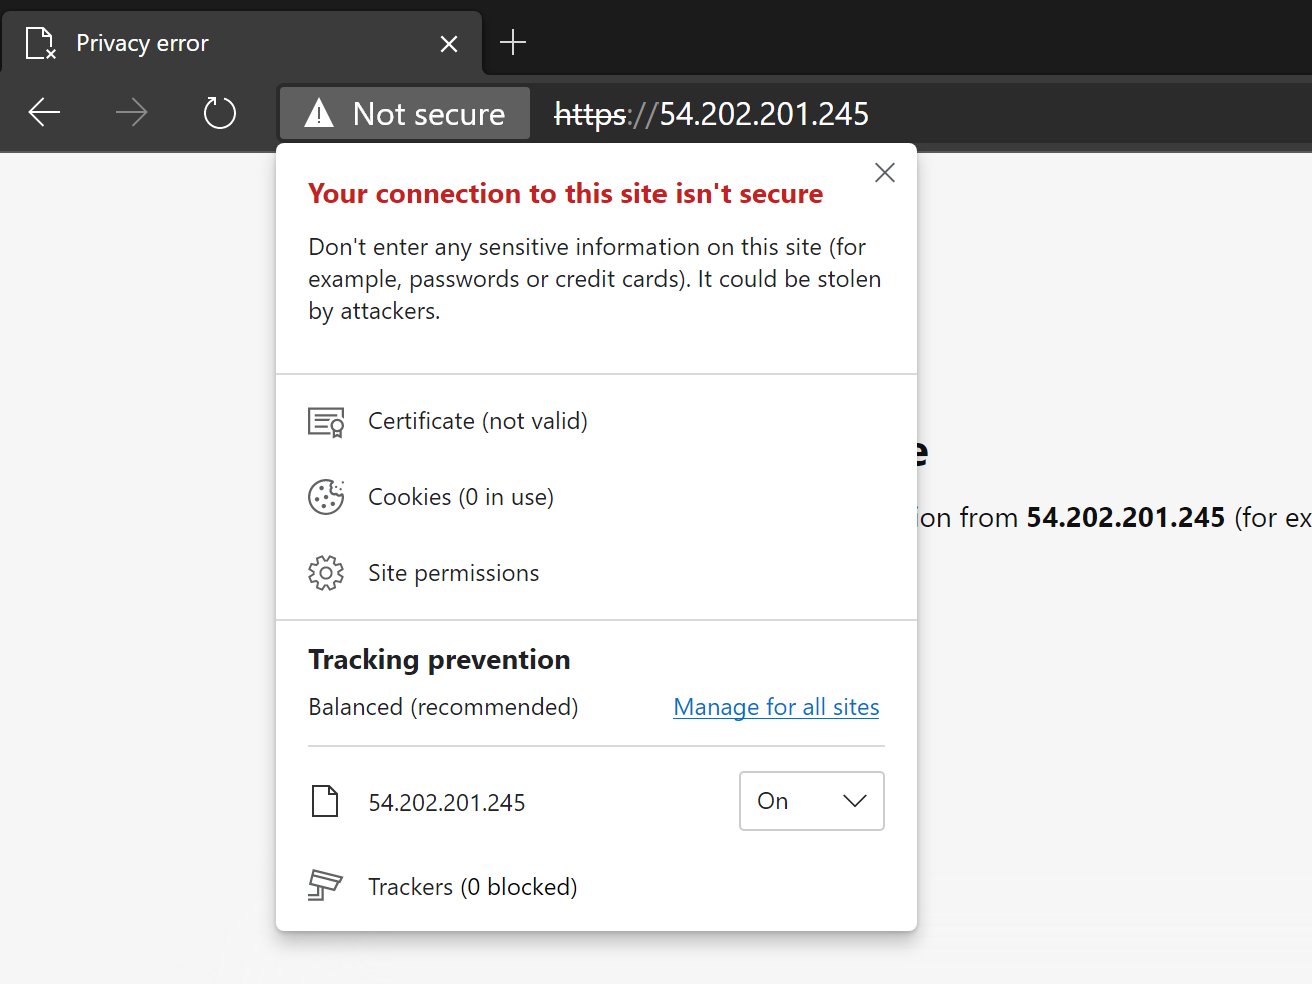 Privacy error
Not secure https://54.202.201.245
Your connection to this site isn't secure
Don't enter any sensitive information on this site (for
example, passwords or credit cards). It could be stolen
by attackers.
Certificate (not valid)
Cookies (0 in use)
Site permissions
Tracking prevention
Balanced (recommended) Manage for all sites
54.202.201.245 On
Trackers (0 blocked)
from 54.202.201.245 (for